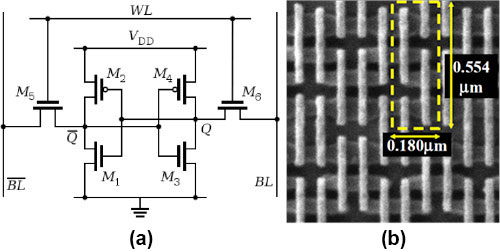 WL
V_DD
M_5
M_2
M_4
M_6
Q̅
Q
M_1
M_3
B̅L̅
BL
(a)
0.554
μm
0.180μm
(b)